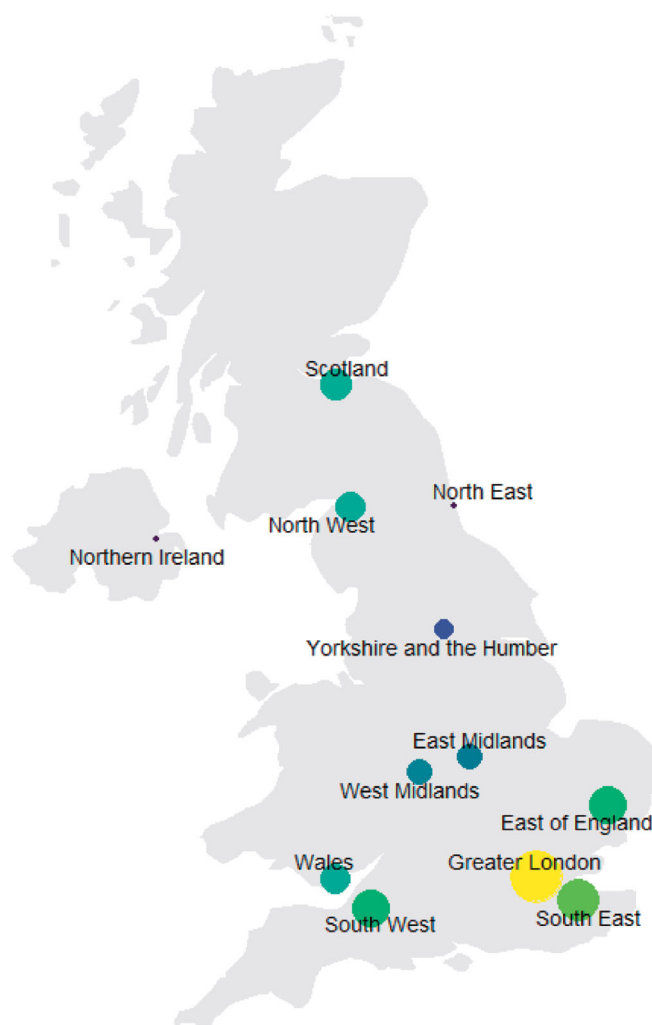 Scotland
North East
North West
Northern Ireland
Yorkshire and the Humber
East Midlands
West Midlands
East of England
Wales
Greater London
South West
South East